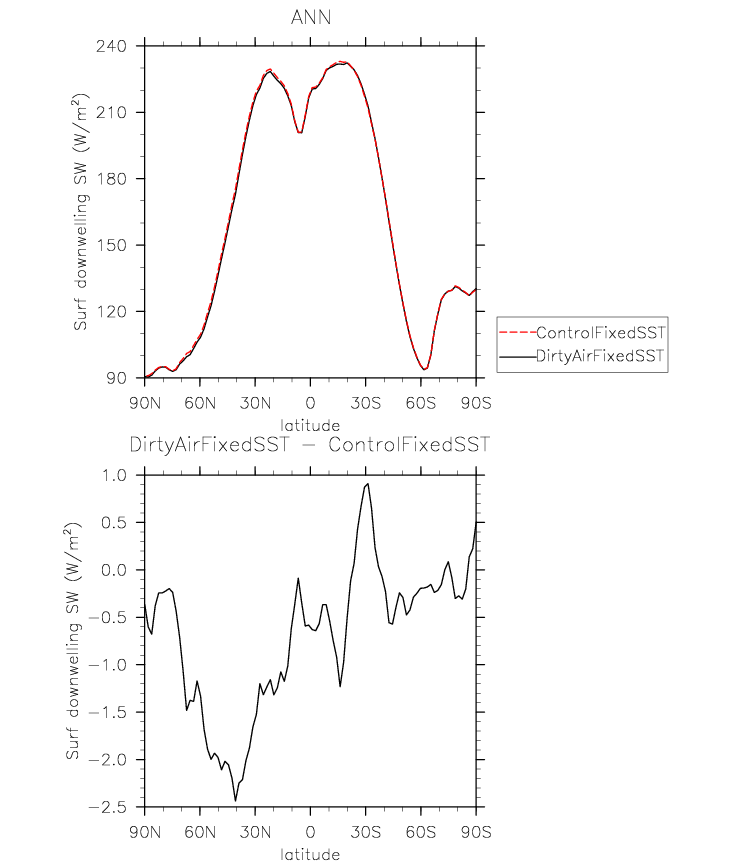 ANN
Surf downwelling SW (W/m²)
240
210
180
150
120
90
90N 60N 30N 0 30S 60S 90S
latitude
ControlFixedSST
DirtyAirFixedSST
DirtyAirFixedSST − ControlFixedSST
Surf downwelling SW (W/m²)
1.0
0.5
0.0
−0.5
−1.0
−1.5
−2.0
−2.5
90N 60N 30N 0 30S 60S 90S
latitude